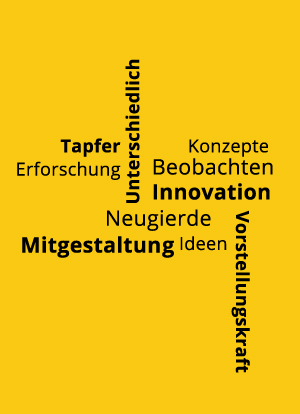 Unterschiedlich
Tapfer
Konzepte
Erforschung
Beobachten
Innovation
Neugierde
Mitgestaltung
Ideen
Vorstellungskraft